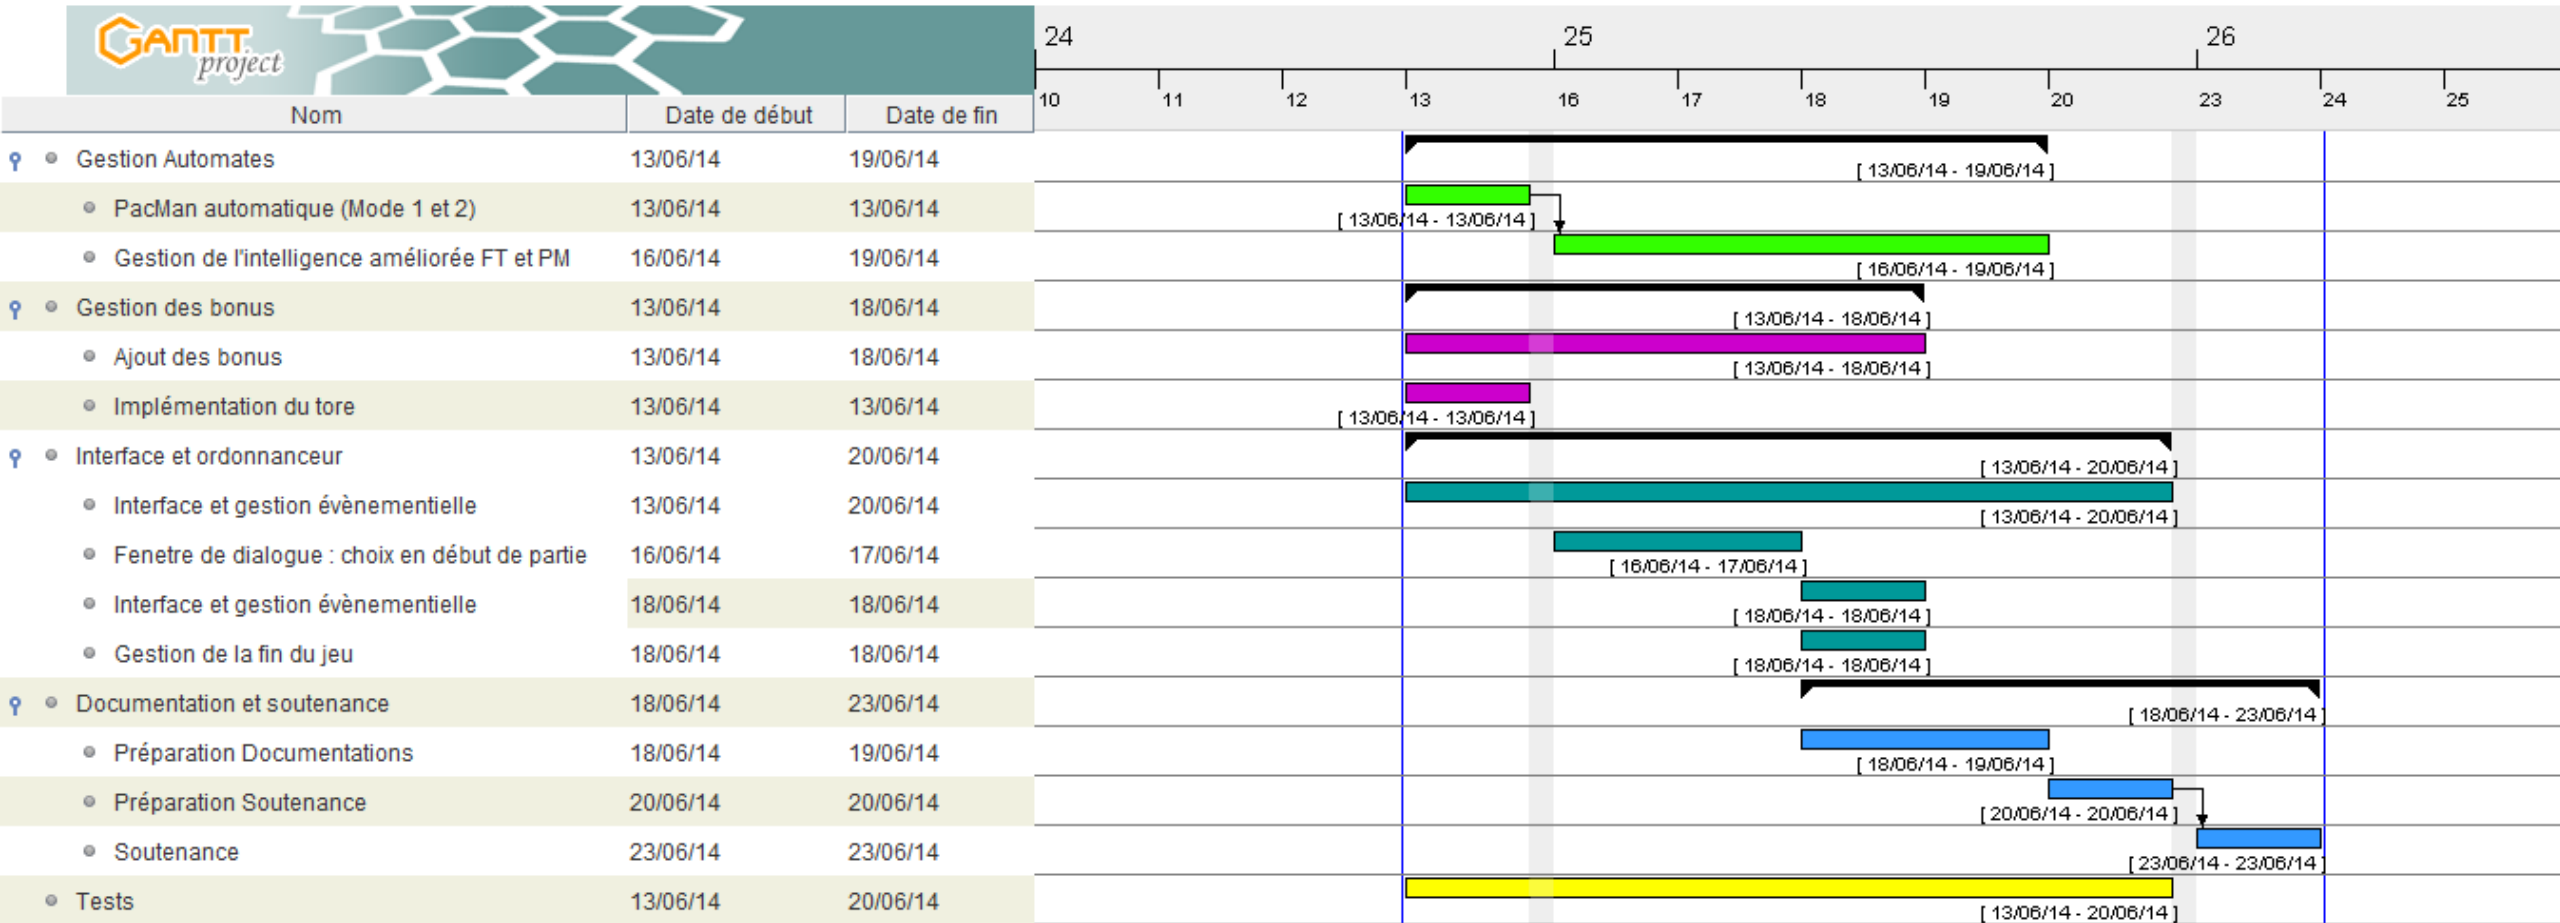 GANTT
project
24 25 26
10 11 12 13 16 17 18 19 20 23 24 25
Nom Date de début Date de fin
Gestion Automates 13/06/14 19/06/14
[ 13/06/14 - 19/06/14 ]
PacMan automatique (Mode 1 et 2) 13/06/14 13/06/14
[ 13/06/14 - 13/06/14 ]
Gestion de l'intelligence améliorée FT et PM 16/06/14 19/06/14
[ 16/06/14 - 19/06/14 ]
Gestion des bonus 13/06/14 18/06/14
[ 13/06/14 - 18/06/14 ]
Ajout des bonus 13/06/14 18/06/14
[ 13/06/14 - 18/06/14 ]
Implémentation du tore 13/06/14 13/06/14
[ 13/06/14 - 13/06/14 ]
Interface et ordonnanceur 13/06/14 20/06/14
[ 13/06/14 - 20/06/14 ]
Interface et gestion évènementielle 13/06/14 20/06/14
[ 13/06/14 - 20/06/14 ]
Fenetre de dialogue : choix en début de partie 16/06/14 17/06/14
[ 16/06/14 - 17/06/14 ]
Interface et gestion évènementielle 18/06/14 18/06/14
[ 18/06/14 - 18/06/14 ]
Gestion de la fin du jeu 18/06/14 18/06/14
[ 18/06/14 - 18/06/14 ]
Documentation et soutenance 18/06/14 23/06/14
[ 18/06/14 - 23/06/14 ]
Préparation Documentations 18/06/14 19/06/14
[ 18/06/14 - 19/06/14 ]
Préparation Soutenance 20/06/14 20/06/14
[ 20/06/14 - 20/06/14 ]
Soutenance 23/06/14 23/06/14
[ 23/06/14 - 23/06/14 ]
Tests 13/06/14 20/06/14
[ 13/06/14 - 20/06/14 ]